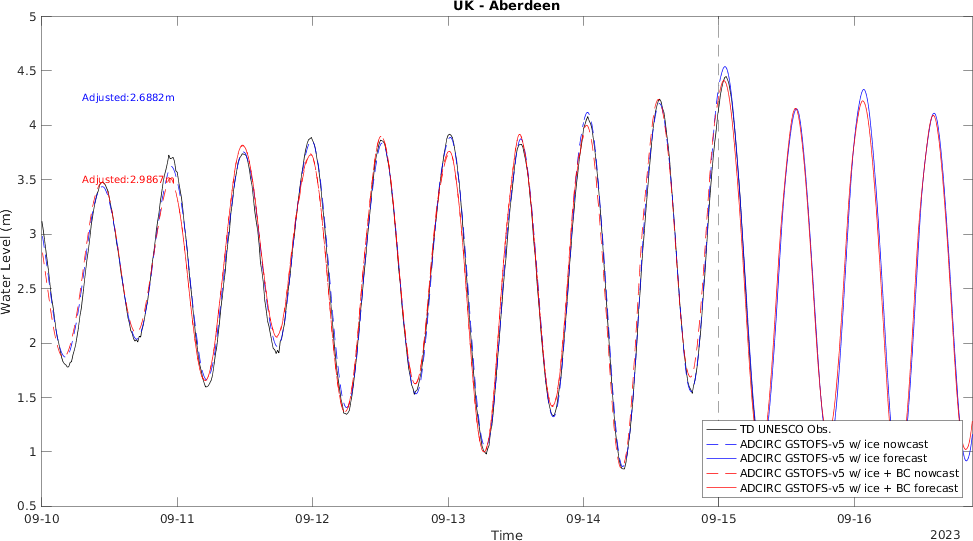 UK - Aberdeen
5
4.5
4
3.5
3
2.5
2
1.5
1
0.5
Water Level (m)
Adjusted:2.6882m
Adjusted:2.9867m
TD UNESCO Obs.
ADCIRC GSTOFS-v5 w/ ice nowcast
ADCIRC GSTOFS-v5 w/ ice forecast
ADCIRC GSTOFS-v5 w/ ice + BC nowcast
ADCIRC GSTOFS-v5 w/ ice + BC forecast
09-10 09-11 09-12 09-13 09-14 09-15 09-16
Time
2023